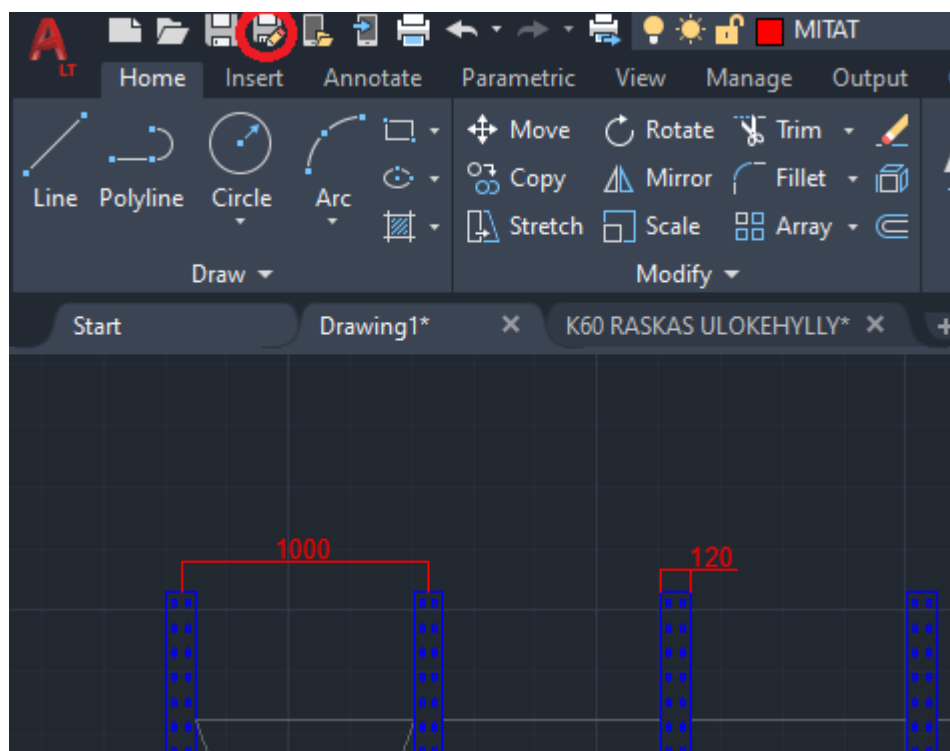 MITAT
LT
Home Insert Annotate Parametric View Manage Output
Move Rotate Trim
Line Polyline Circle Arc Copy Mirror Fillet
Stretch Scale Array
Draw Modify
Start Drawing1* K60 RASKAS ULOKEHYLLY*
1000
120